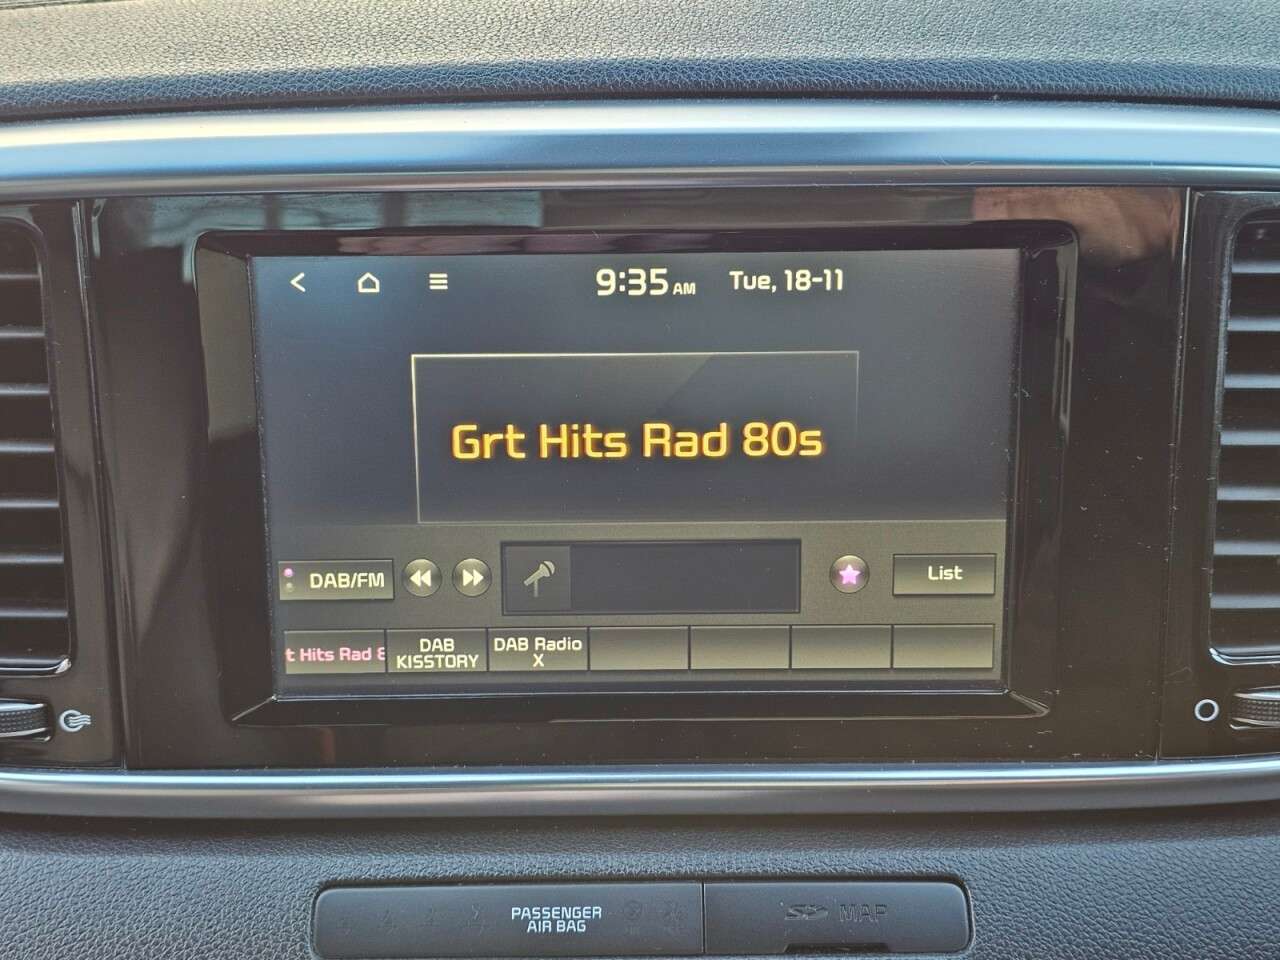 9:35 AM Tue, 18-11
Grt Hits Rad 80s
DAB/FM
List
t Hits Rad 8
DAB
KISSTORY
DAB Radio
X
PASSENGER
AIR BAG
SD MAP